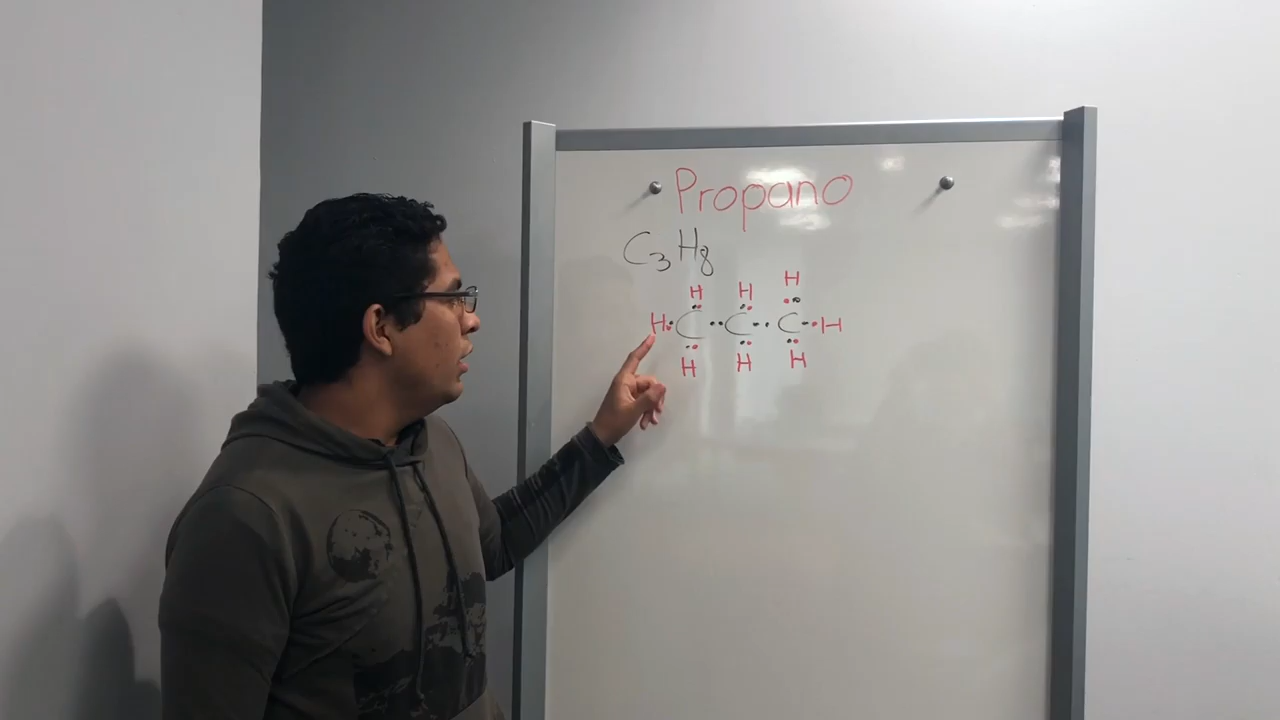 Propano
C₃H₈
H H H
H C C C H
H H H